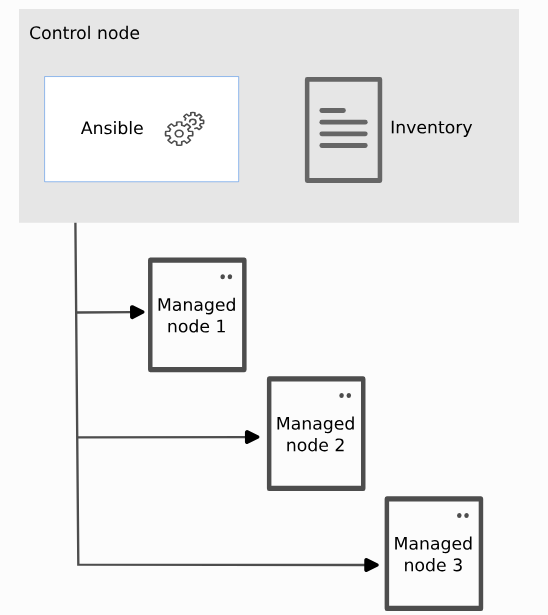 Control node
Ansible
Inventory
Managed
node 1
Managed
node 2
Managed
node 3